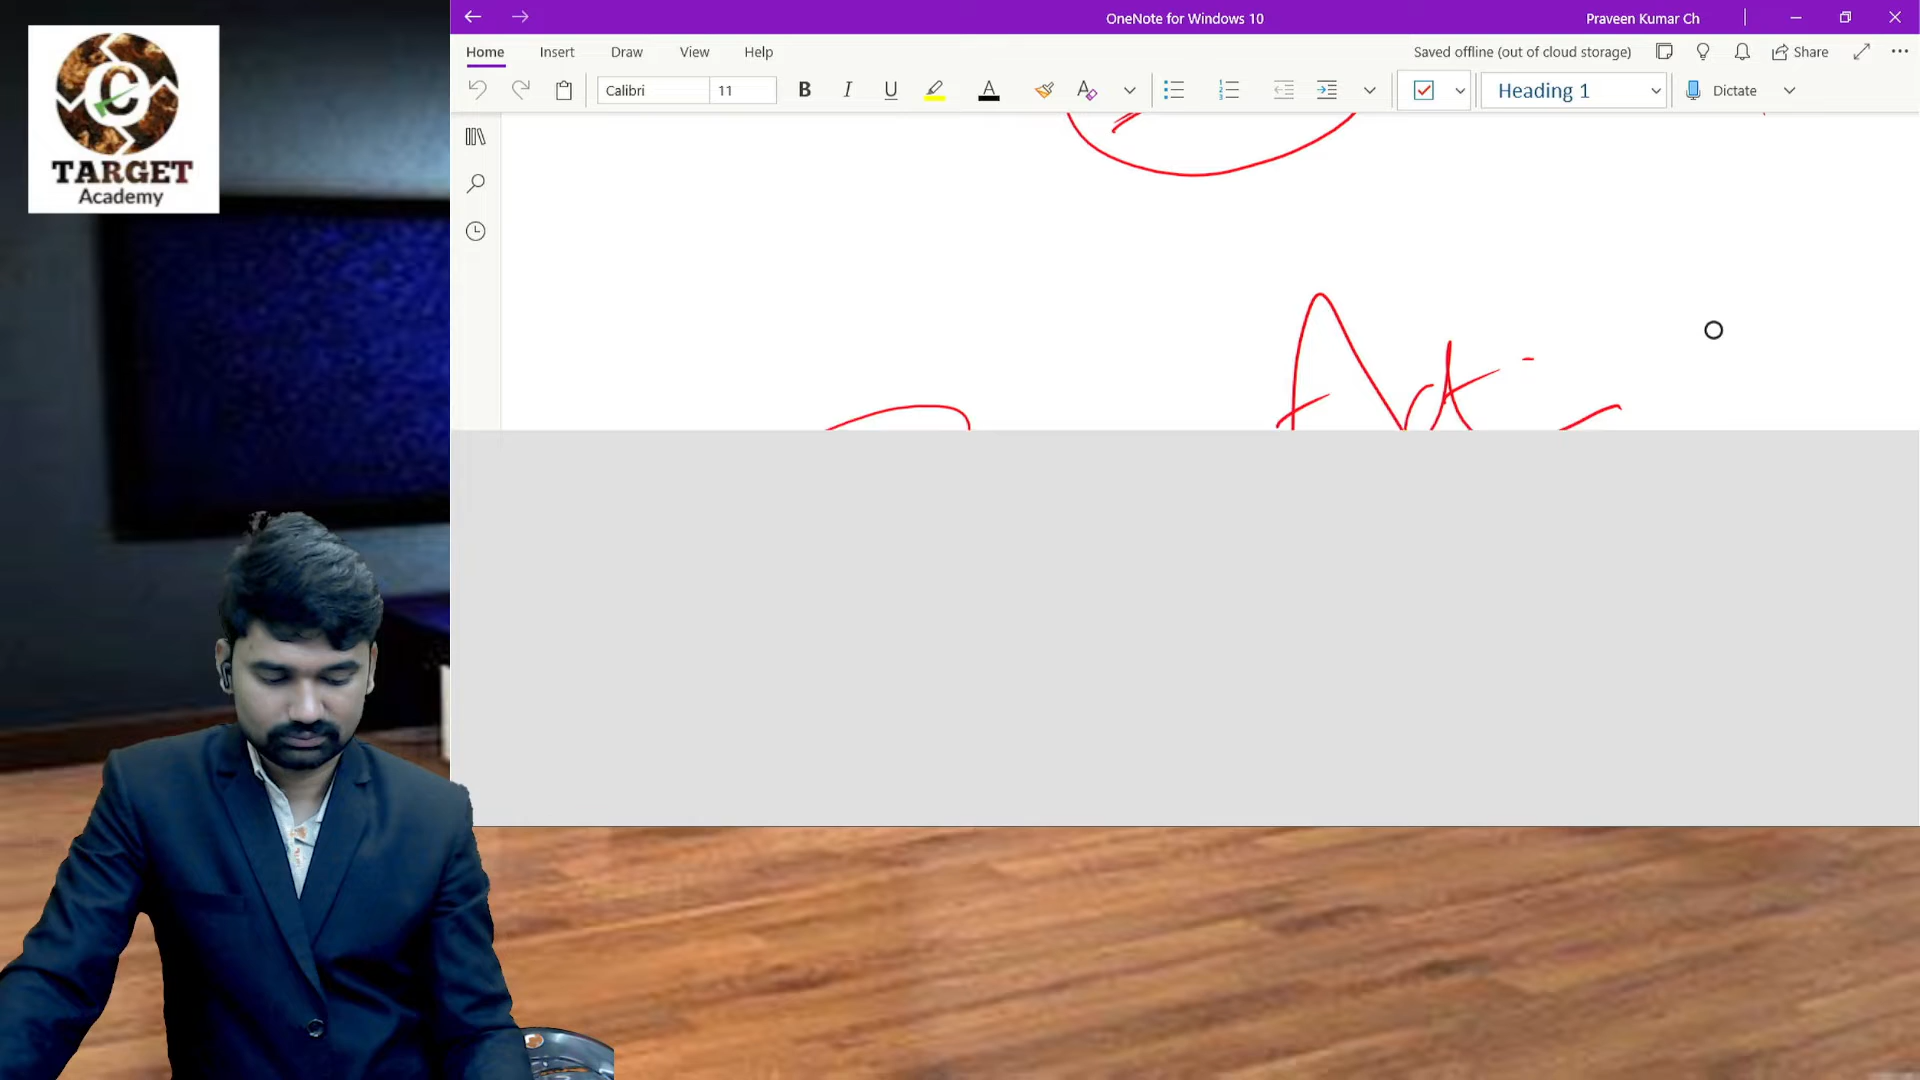 C
TARGET
Academy
OneNote for Windows 10
Praveen Kumar Ch
Home Insert Draw View Help
Saved offline (out of cloud storage)
Share
Calibri
11
B I U A A
Heading 1
Dictate
Art